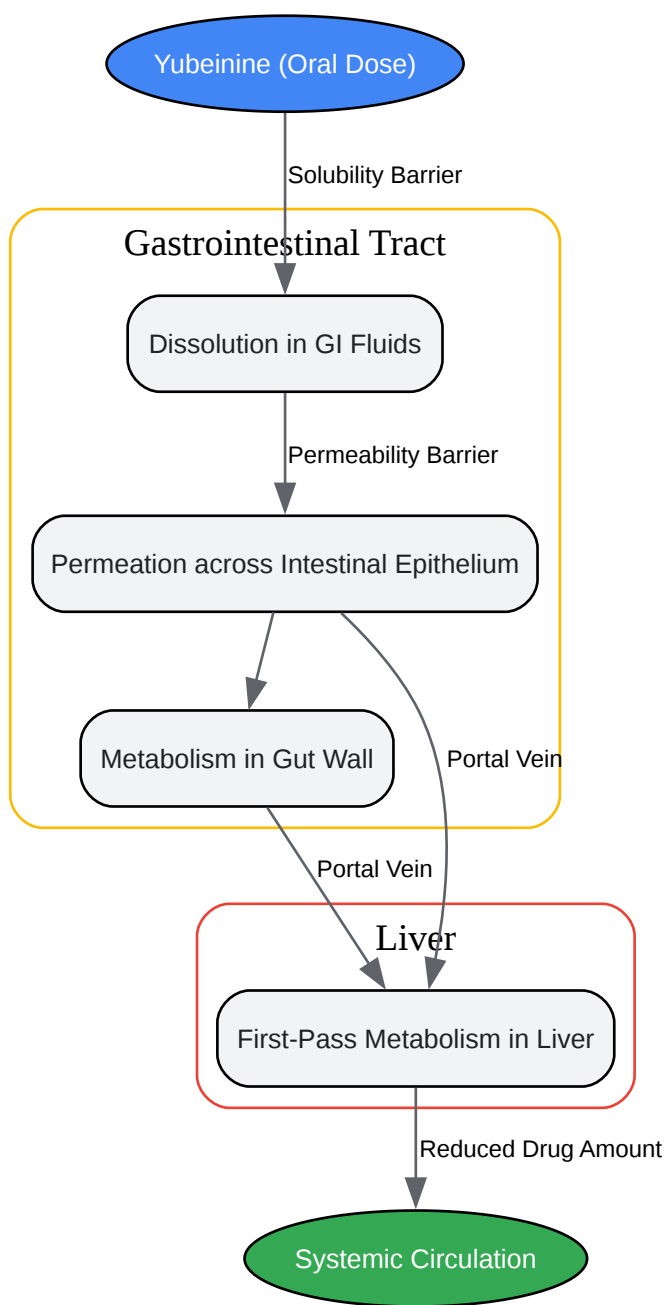 Yubeinine (Oral Dose)
Solubility Barrier
Gastrointestinal Tract
Dissolution in GI Fluids
Permeability Barrier
Permeation across Intestinal Epithelium
Metabolism in Gut Wall
Portal Vein
Portal Vein
Liver
First-Pass Metabolism in Liver
Reduced Drug Amount
Systemic Circulation